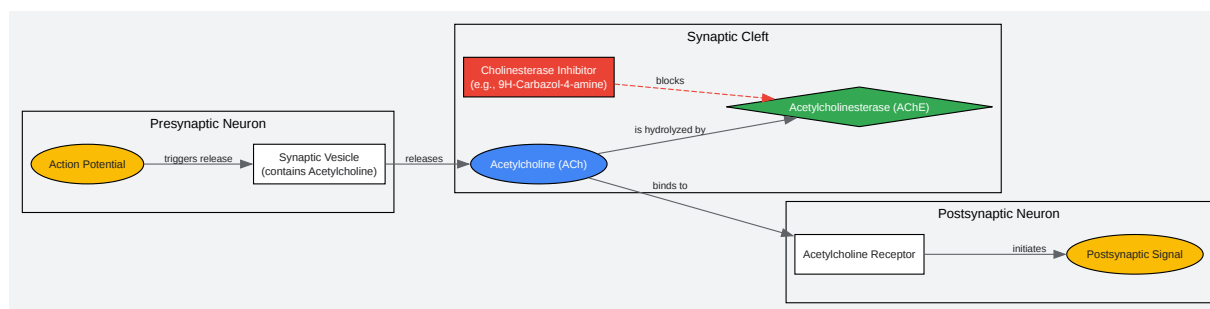 Synaptic Cleft
Cholinesterase Inhibitor
(e.g., 9H-Carbazol-4-amine)
blocks
Acetylcholinesterase (AChE)
Presynaptic Neuron
is hydrolyzed by
Action Potential
triggers release
Synaptic Vesicle
(contains Acetylcholine)
releases
Acetylcholine (ACh)
binds to
Postsynaptic Neuron
Acetylcholine Receptor
initiates
Postsynaptic Signal